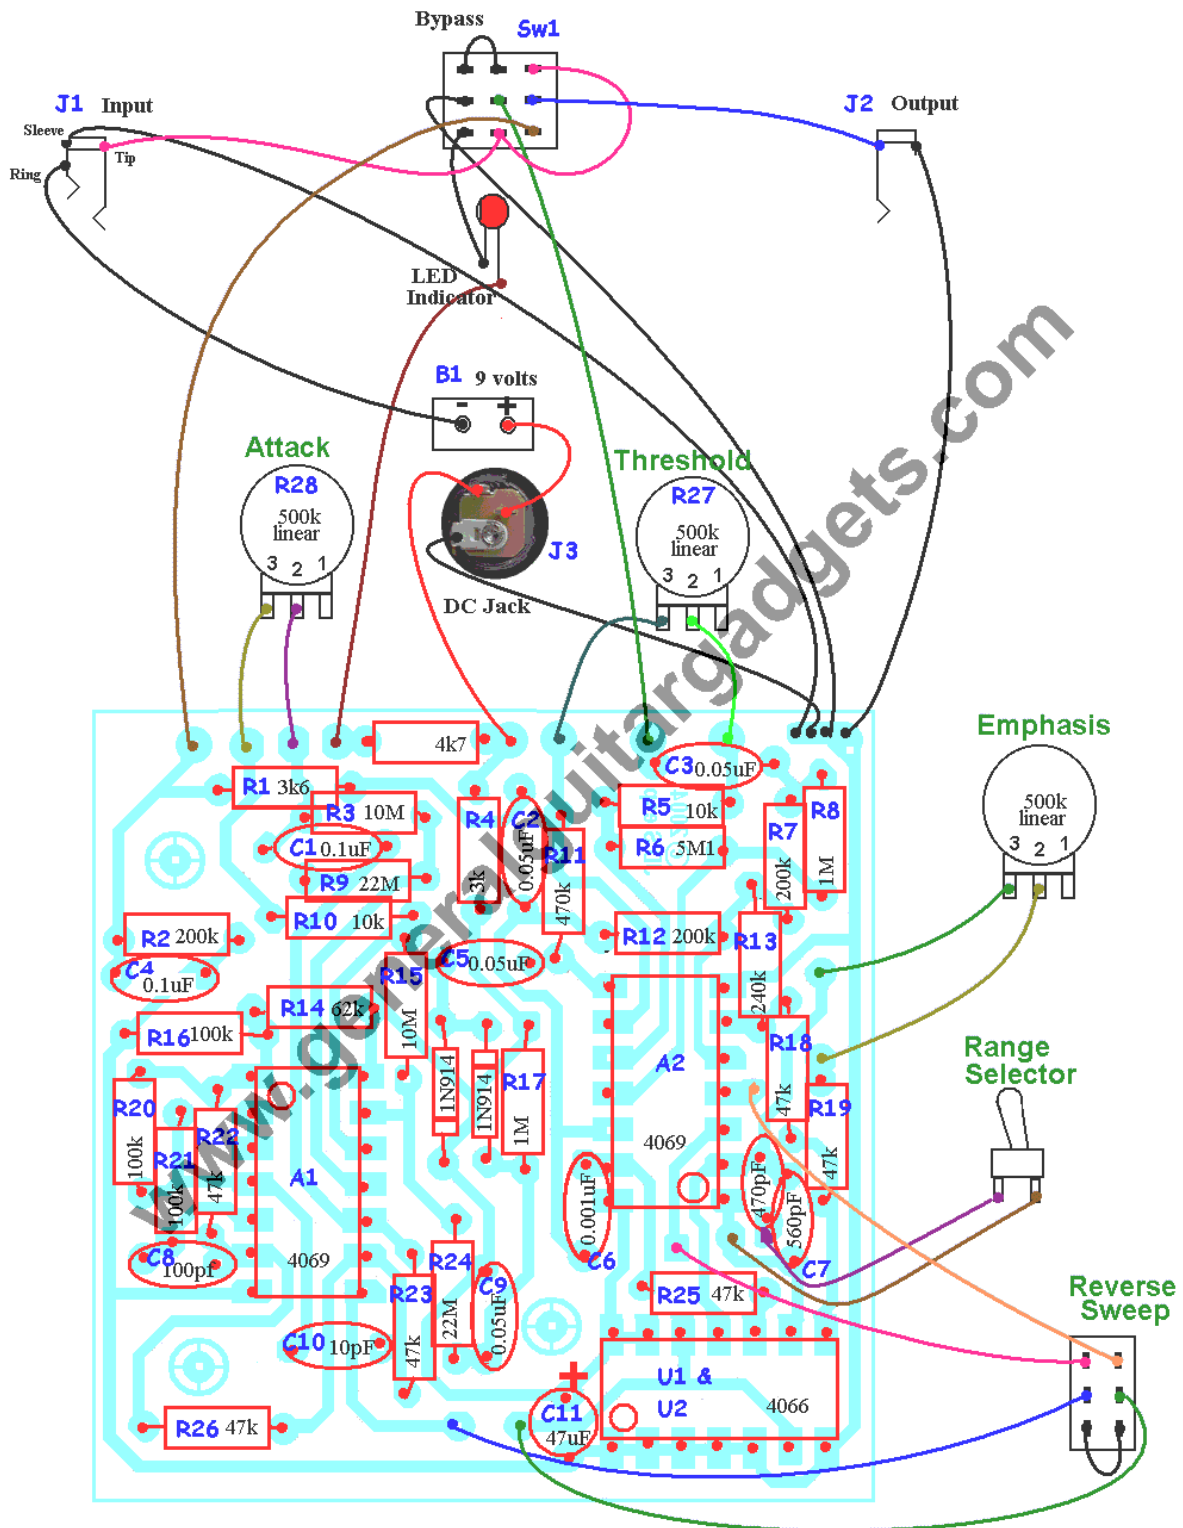 Bypass
Sw1
J1 Input
J2 Output
Sleeve
Tip
Ring
LED
Indicator
B1 9 volts
- +
Attack
R28
500k
linear
3 2 1
J3
DC Jack
Threshold
R27
500k
linear
3 2 1
Emphasis
500k
linear
3 2 1
Range
Selector
Reverse
Sweep
4k7
R1 3k6
R3 10M
C1 0.1uF
R9 22M
R10 10k
R2 200k
C4 0.1uF
R14 62k
R16 100k
R4 3k
C2 0.05uF
R11 470k
C3 0.05uF
R5 10k
R6 5M1
R7 200k
R8 1M
R12 200k
R13 240k
C5 0.05uF
R15 10M
1N914
1N914
R17 1M
A2
4069
R18 47k
R19 47k
R20 100k
R21 100k
R22 47k
A1
4069
C8 100pf
0.001uF
C6
470pF
560pF
C7
R23 47k
R24 22M
C9 0.05uF
R25 47k
C10 10pF
R26 47k
+
C11
47uF
U1 &
U2
4066
www.generalguitargadgets.com